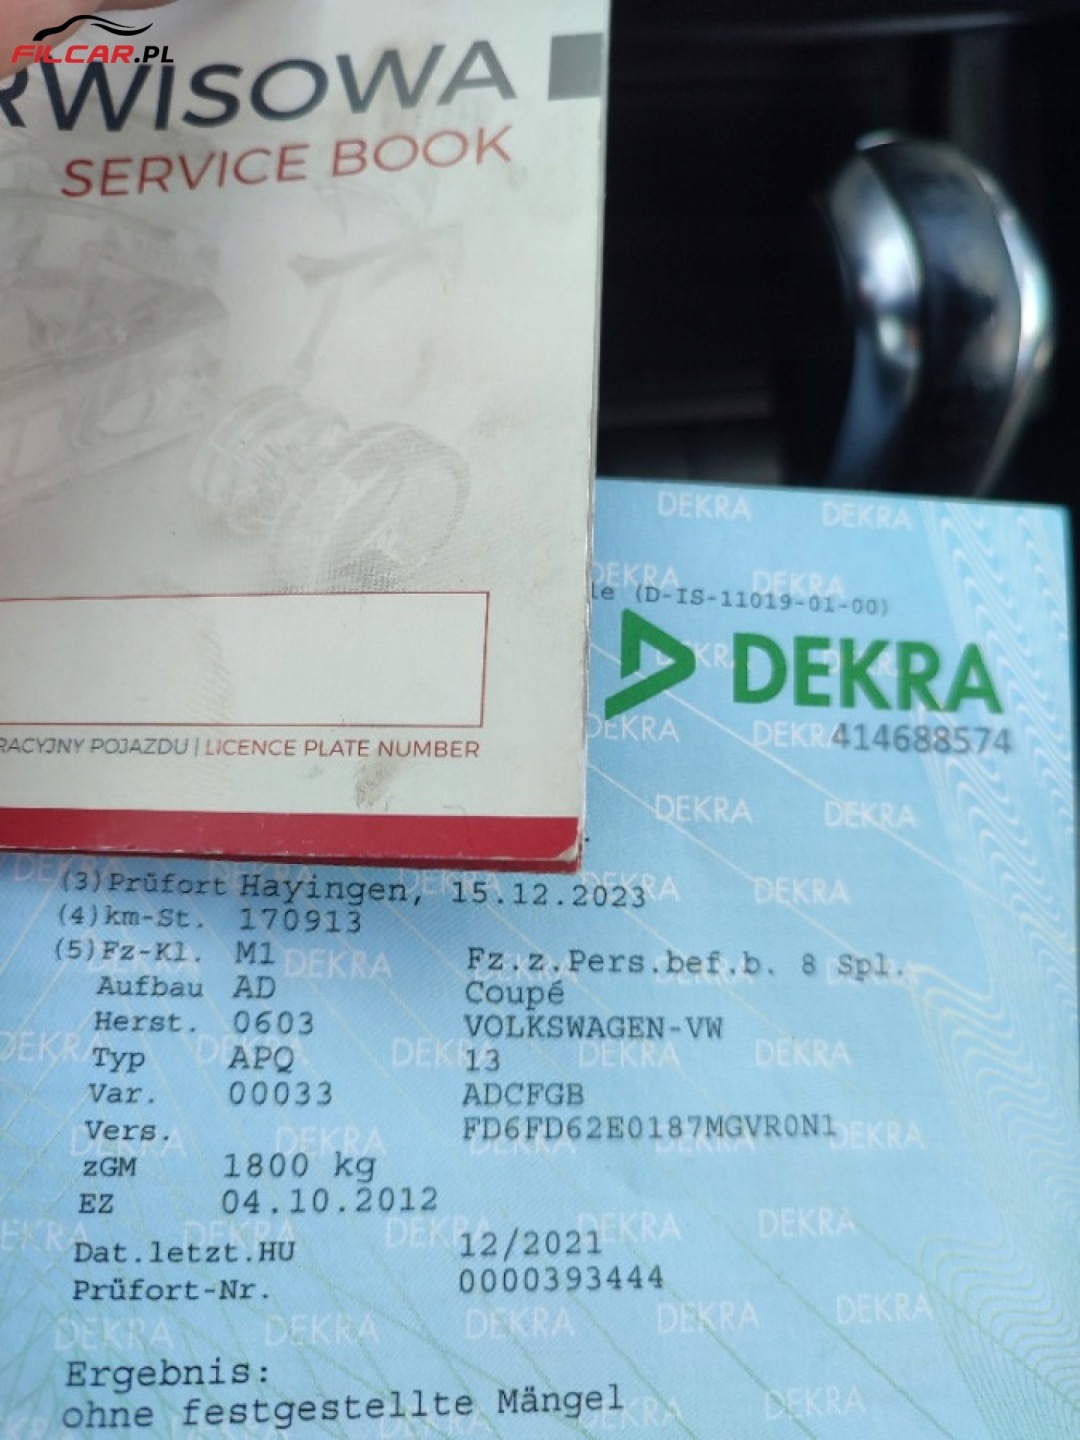 FILCAR.PL
RWISOWA
SERVICE BOOK
RACYJNY POJAZDU | LICENCE PLATE NUMBER
DEKRA DEKRA
DEKRA DEKRA
le (D-IS-11019-01-00)
DEKRA
414688574
(3)Prüfort Hayingen, 15.12.2023
(4)km-St. 170913
(5)Fz-Kl. M1 Fz.z.Pers.bef.b. 8 Spl.
Aufbau AD Coupé
Herst. 0603 VOLKSWAGEN-VW
Typ APQ 13
Var. 00033 ADCFGB
Vers. FD6FD62E0187MGVR0N1
zGM 1800 kg
EZ 04.10.2012
Dat.letzt.HU 12/2021
Prüfort-Nr. 0000393444
Ergebnis:
ohne festgestellte Mängel